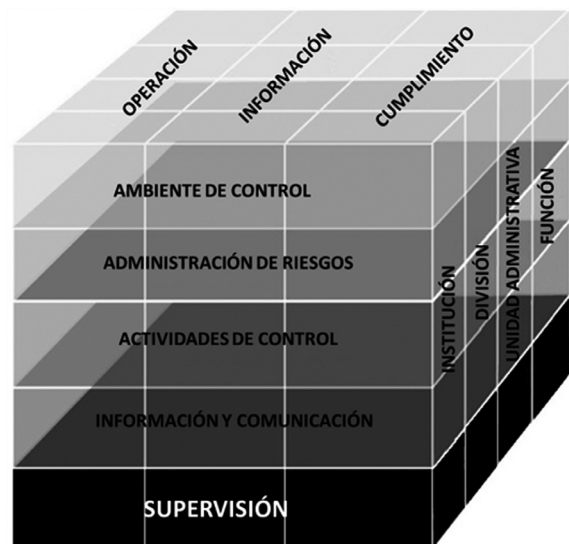 OPERACIÓN
INFORMACIÓN
CUMPLIMIENTO
AMBIENTE DE CONTROL
ADMINISTRACIÓN DE RIESGOS
ACTIVIDADES DE CONTROL
INFORMACIÓN Y COMUNICACIÓN
SUPERVISIÓN
INSTITUCIÓN
DIVISIÓN
UNIDAD ADMINISTRATIVA
FUNCIÓN